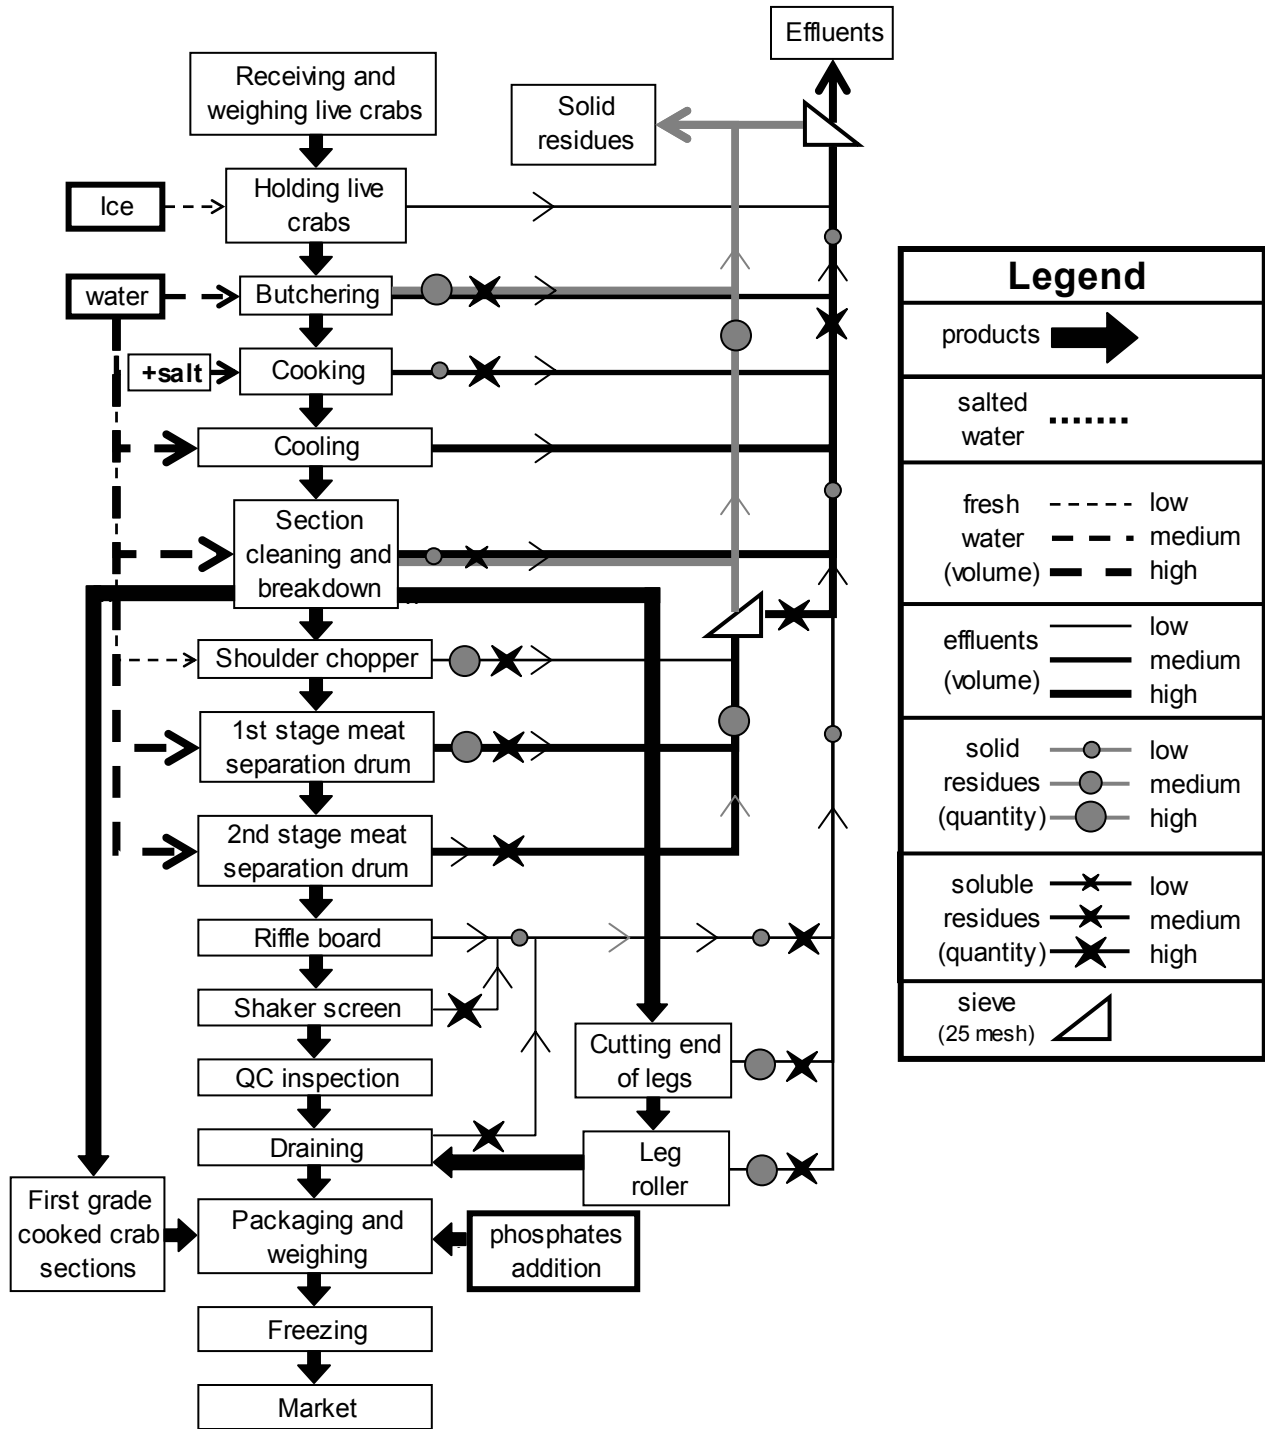 Effluents
Receiving and
weighing live crabs
Solid
residues
Holding live
crabs
Ice
water
Butchering
+salt
Cooking
Cooling
Section
cleaning and
breakdown
Shoulder chopper
1st stage meat
separation drum
2nd stage meat
separation drum
Riffle board
Shaker screen
QC inspection
Draining
Cutting end
of legs
Leg
roller
First grade
cooked crab
sections
Packaging and
weighing
phosphates
addition
Freezing
Market
Legend
products
salted
water
fresh
water
(volume)
low
medium
high
effluents
(volume)
low
medium
high
solid
residues
(quantity)
low
medium
high
soluble
residues
(quantity)
low
medium
high
sieve
(25 mesh)